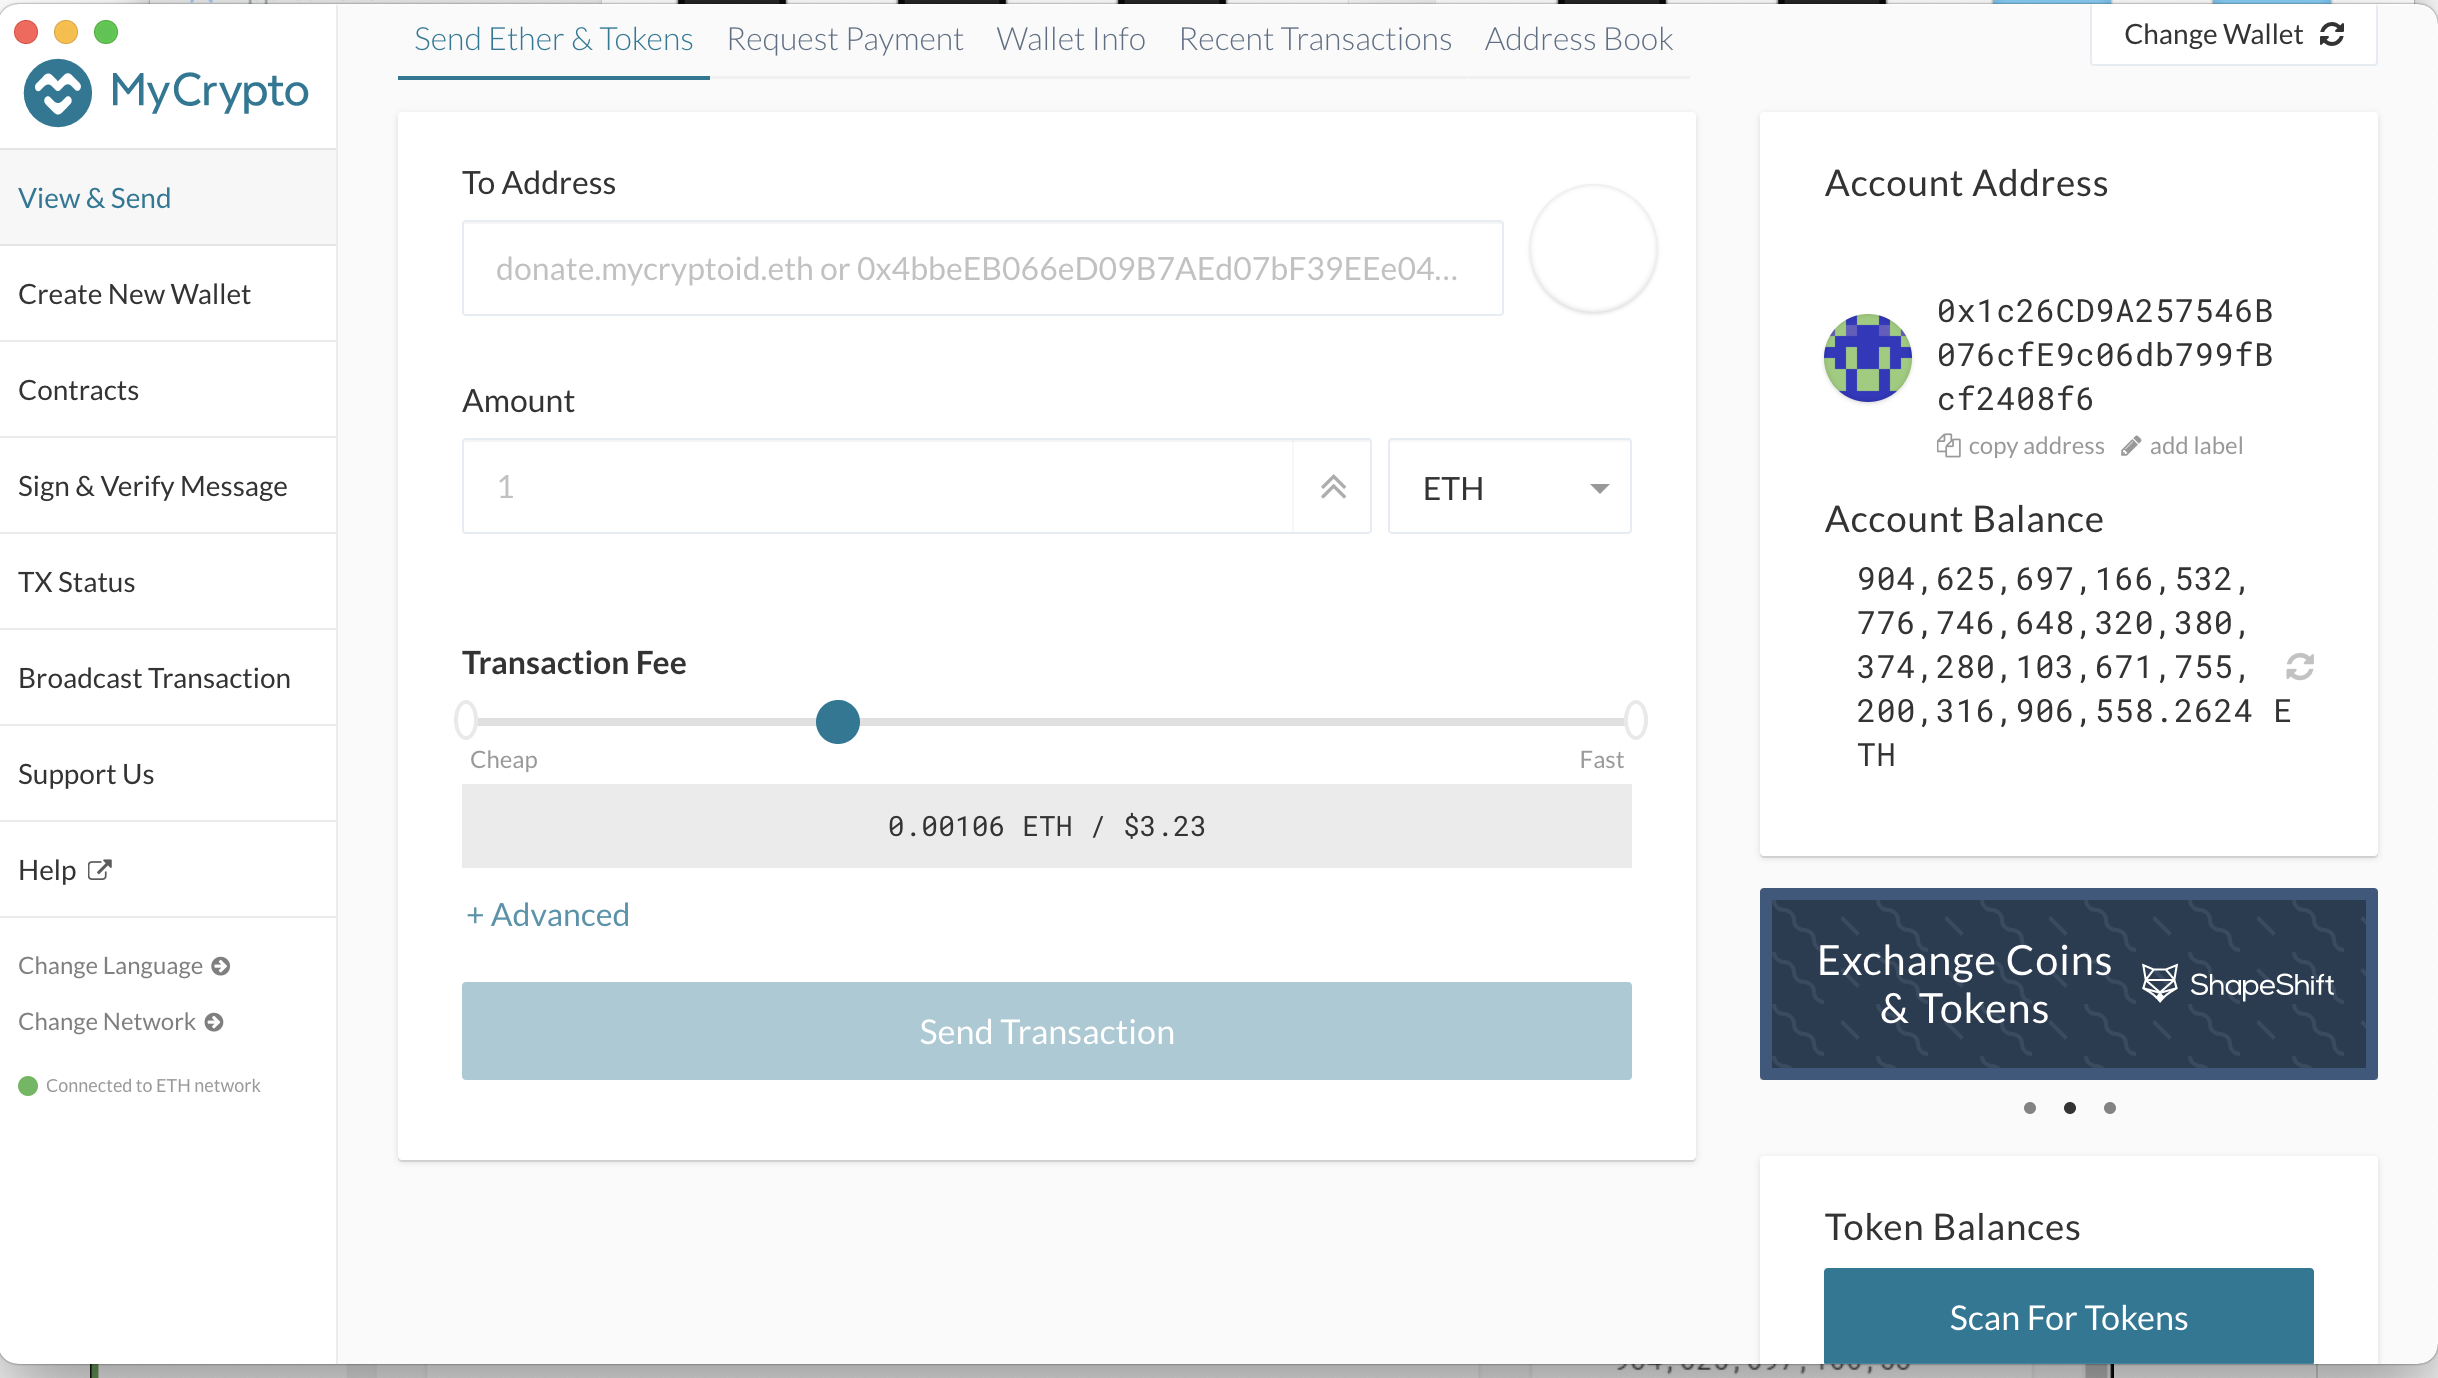 MyCrypto
View & Send
Create New Wallet
Contracts
Sign & Verify Message
TX Status
Broadcast Transaction
Support Us
Help
Change Language
Change Network
Connected to ETH network
Send Ether & Tokens
Request Payment
Wallet Info
Recent Transactions
Address Book
Change Wallet
To Address
donate.mycryptoid.eth or 0x4bbeEB066eD09B7AEd07bF39EEe04...
Amount
1
ETH
Transaction Fee
Cheap
Fast
0.00106 ETH / $3.23
+ Advanced
Send Transaction
Account Address
0x1c26CD9A257546B
076cfE9c06db799fB
cf2408f6
copy address
add label
Account Balance
904,625,697,166,532,
776,746,648,320,380,
374,280,103,671,755,
200,316,906,558.2624 E
TH
Exchange Coins
& Tokens
ShapeShift
Token Balances
Scan For Tokens